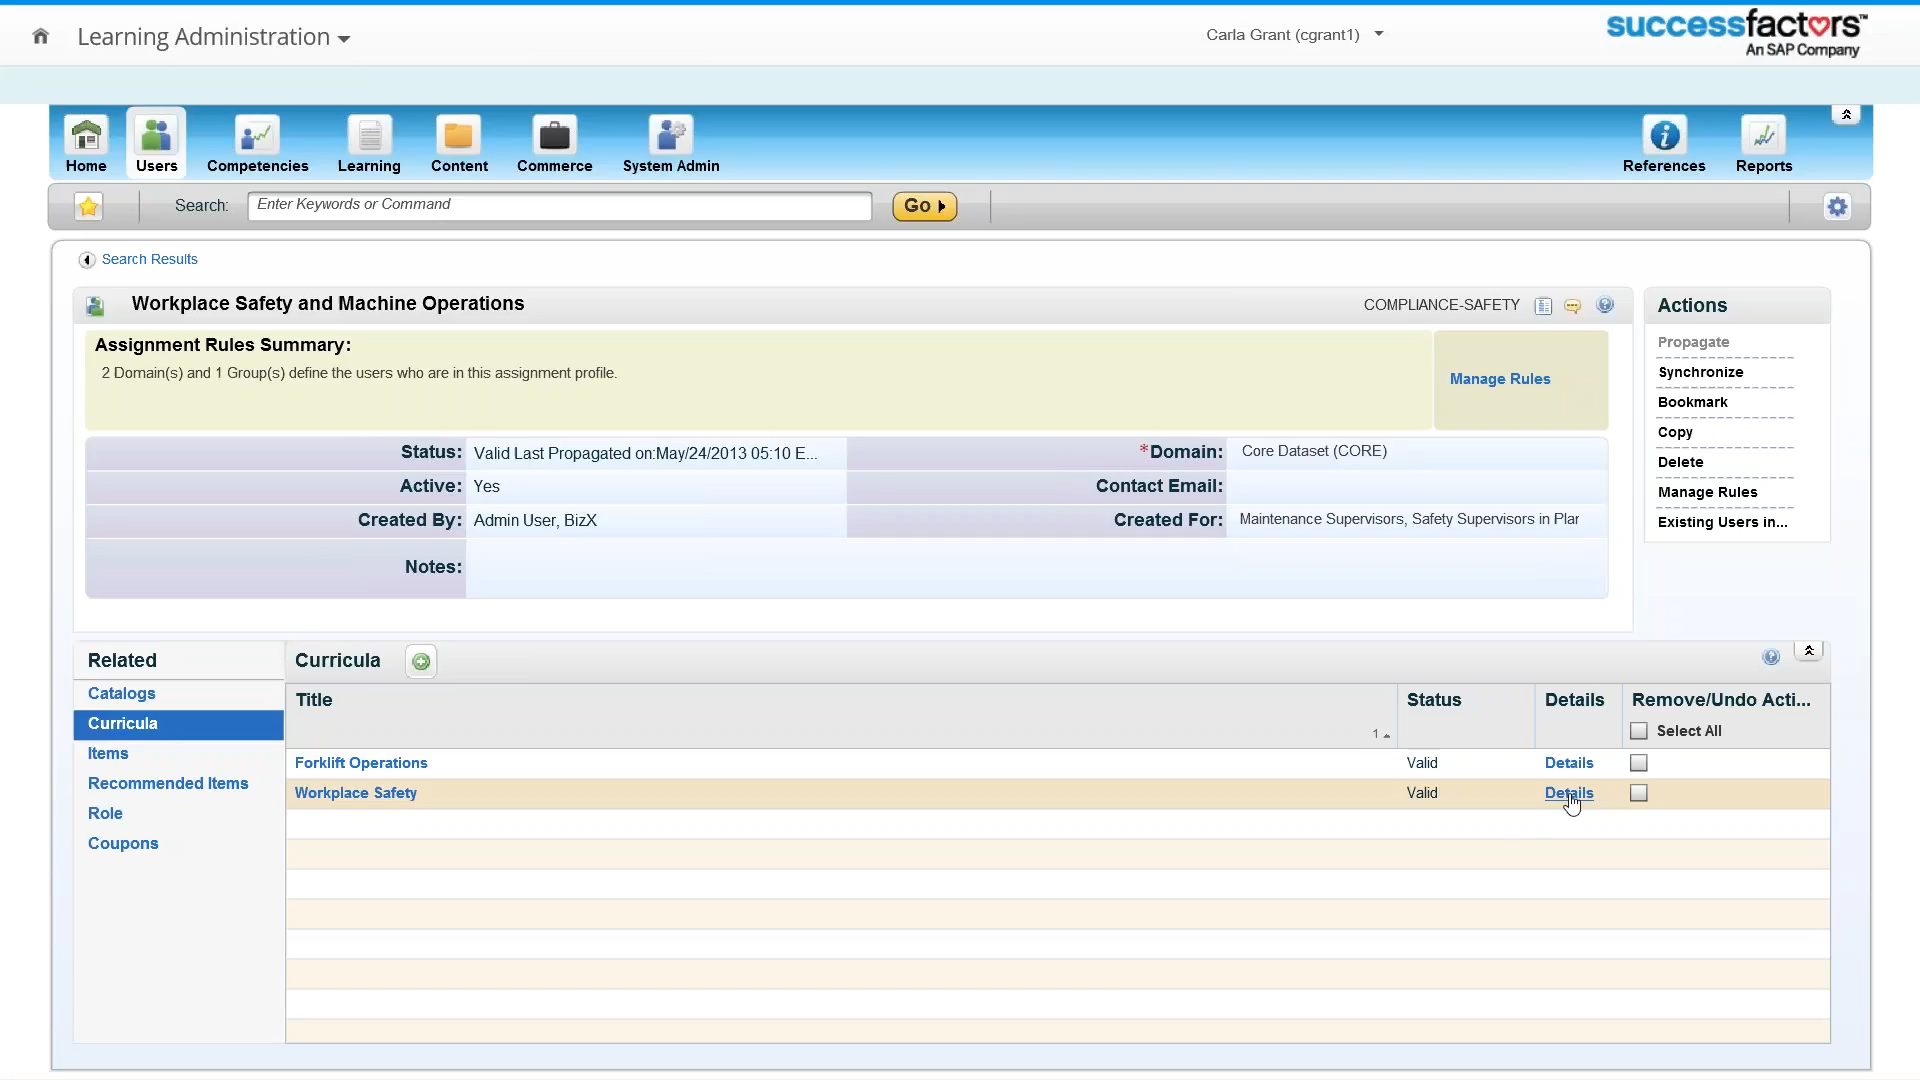 Learning Administration
Carla Grant (cgrant1)
successfactors™
An SAP Company
Home
Users
Competencies
Learning
Content
Commerce
System Admin
References
Reports
Search:
Enter Keywords or Command
Go
Search Results
Workplace Safety and Machine Operations
COMPLIANCE-SAFETY
Actions
Assignment Rules Summary:
2 Domain(s) and 1 Group(s) define the users who are in this assignment profile.
Manage Rules
Propagate
Synchronize
Bookmark
Copy
Delete
Manage Rules
Existing Users in...
Status: Valid Last Propagated on:May/24/2013 05:10 E...
*Domain: Core Dataset (CORE)
Active: Yes
Contact Email:
Created By: Admin User, BizX
Created For: Maintenance Supervisors, Safety Supervisors in Plar
Notes:
Related
Catalogs
Curricula
Items
Recommended Items
Role
Coupons
Curricula
Title
1
Status
Details
Remove/Undo Acti...
Select All
Forklift Operations Valid Details
Workplace Safety Valid Details